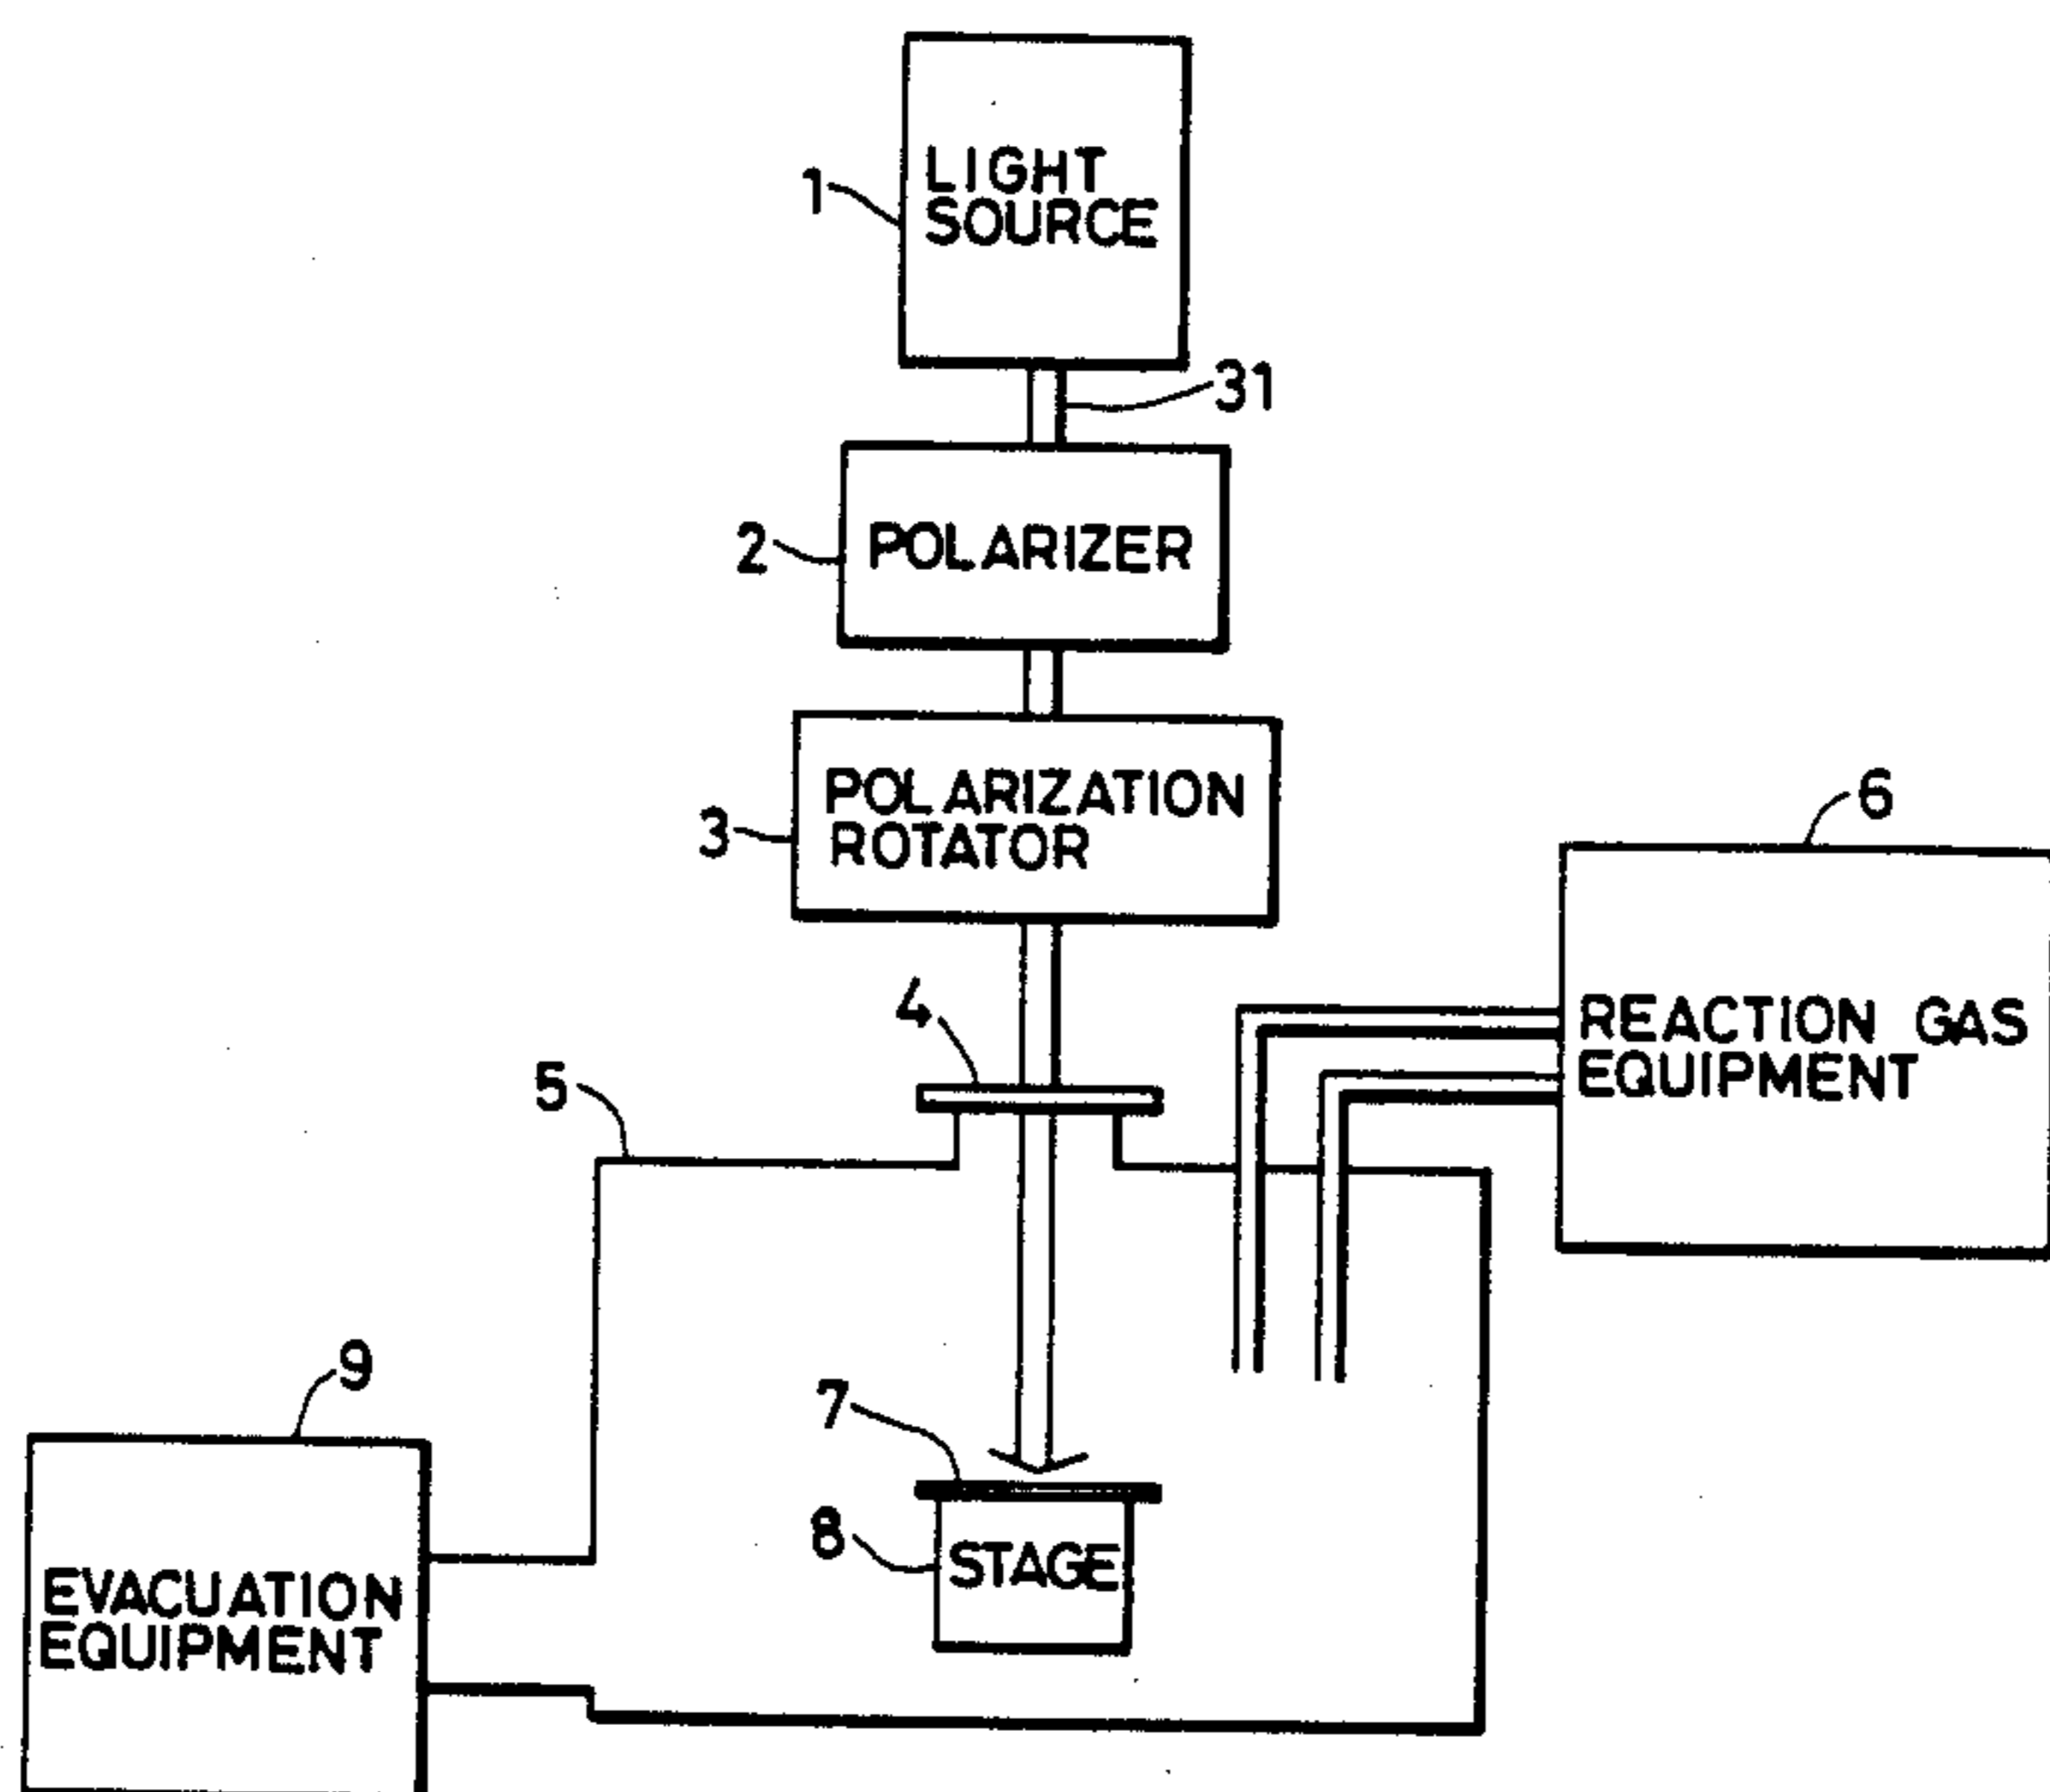 1
LIGHT
SOURCE
31
2
POLARIZER
3
POLARIZATION
ROTATOR
6
4
REACTION GAS
EQUIPMENT
5
9
7
8
STAGE
EVACUATION
EQUIPMENT